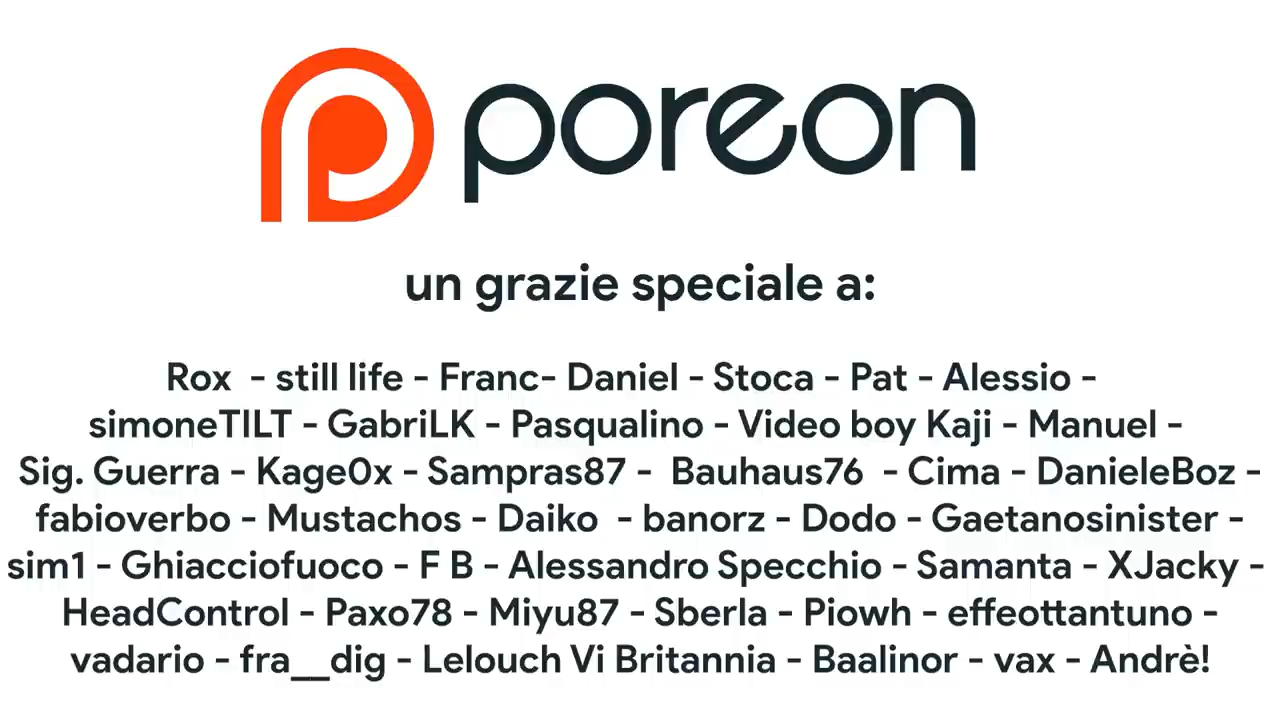 poreon
un grazie speciale a:
Rox - still life - Franc- Daniel - Stoca - Pat - Alessio -
simoneTILT - GabriLK - Pasqualino - Video boy Kaji - Manuel -
Sig. Guerra - Kage0x - Sampras87 - Bauhaus76 - Cima - DanieleBoz -
fabioverbo - Mustachos - Daiko - banorz - Dodo - Gaetanosinister -
sim1 - Ghiacciofuoco - F B - Alessandro Specchio - Samanta - XJacky -
HeadControl - Paxo78 - Miyu87 - Sberla - Piowh - effeottantuno -
vadario - fra__dig - Lelouch Vi Britannia - Baalinor - vax - Andrè!